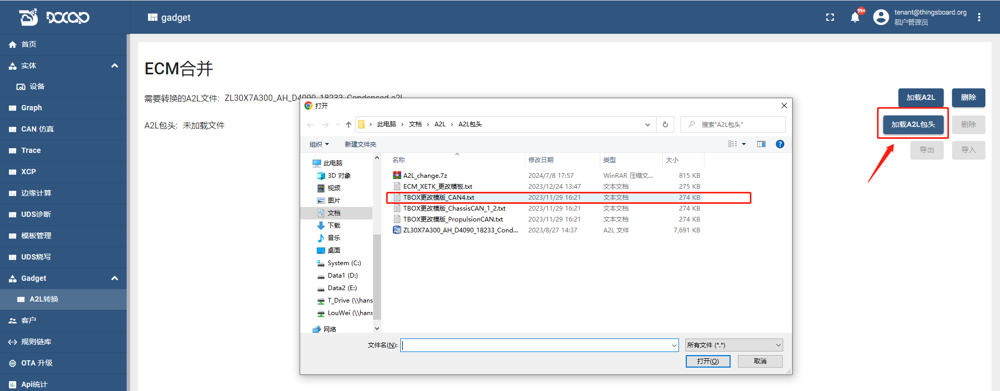 DOCAN
gadget
99+
tenant@thingsboard.org
租户管理员
首页
实体
设备
Graph
CAN 仿真
Trace
XCP
边缘计算
UDS诊断
模板管理
UDS烧写
Gadget
A2L转换
客户
规则链库
OTA 升级
Api统计
ECM合并
需要转换的A2L文件: ZL30X7A300_AH_D4090_18233_Condensed.a2l
加载A2L 删除
A2L包头: 未加载文件
加载A2L包头 删除
导出 导入
打开
此电脑 文档 A2L A2L包头
搜索"A2L包头"
组织 新建文件夹
此电脑
3D 对象
视频
图片
文档
下载
音乐
桌面
System (C:)
Data1 (D:)
Data2 (E:)
T_Drive (\\hans
LouWei (\\hans
网络
名称 修改日期 类型 大小
A2L_change.7z 2024/7/8 17:57 WinRAR 压缩文... 815 KB
ECM_XETK_更改模板.txt 2023/12/24 13:47 文本文档 275 KB
TBOX更改模版_CAN4.txt 2023/11/29 16:21 文本文档 274 KB
TBOX更改模版_ChassisCAN_1_2.txt 2023/11/29 16:21 文本文档 274 KB
TBOX更改模版_PropulsionCAN.txt 2023/11/29 16:21 文本文档 274 KB
ZL30X7A300_AH_D4090_18233_Cond... 2023/8/27 14:37 A2L 文件 7,691 KB
文件名(N):
所有文件 (*.*)
打开(O) 取消